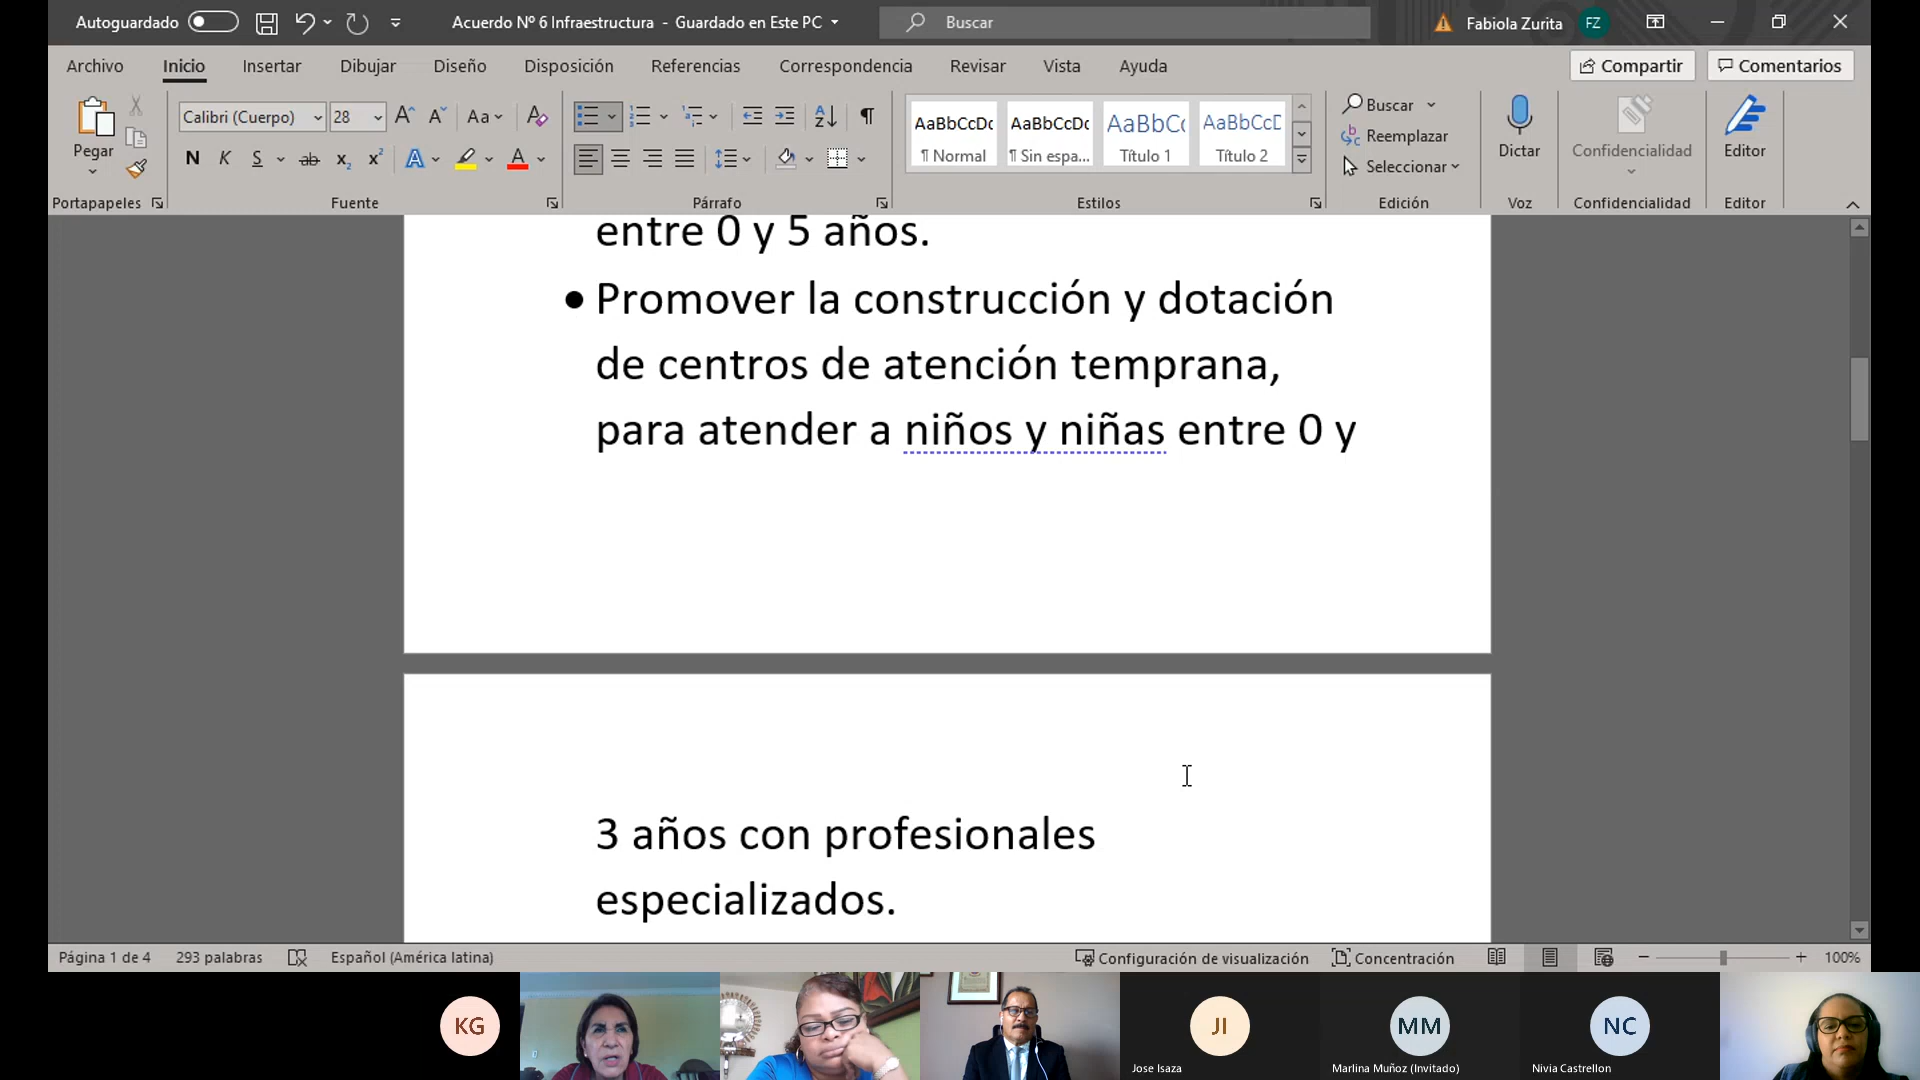 Autoguardado
Acuerdo Nº 6 Infraestructura - Guardado en Este PC
Buscar
Fabiola Zurita
FZ
Archivo Inicio Insertar Dibujar Diseño Disposición Referencias Correspondencia Revisar Vista Ayuda
Compartir
Comentarios
Pegar
Portapapeles
Calibri (Cuerpo)
28
Aa
N K S ab x₂ x² A A
Fuente
Párrafo
AaBbCcDc
¶ Normal
AaBbCcDc
¶ Sin espa...
AaBbC
Título 1
AaBbCcD
Título 2
Estilos
Buscar
Reemplazar
Seleccionar
Edición
Dictar
Voz
Confidencialidad
Confidencialidad
Editor
Editor
entre 0 y 5 años.
• Promover la construcción y dotación
de centros de atención temprana,
para atender a niños y niñas entre 0 y
3 años con profesionales
especializados.
Página 1 de 4
293 palabras
Español (América latina)
Configuración de visualización
Concentración
100%
KG
JI
Jose Isaza
MM
Marlina Muñoz (Invitado)
NC
Nivia Castrellon